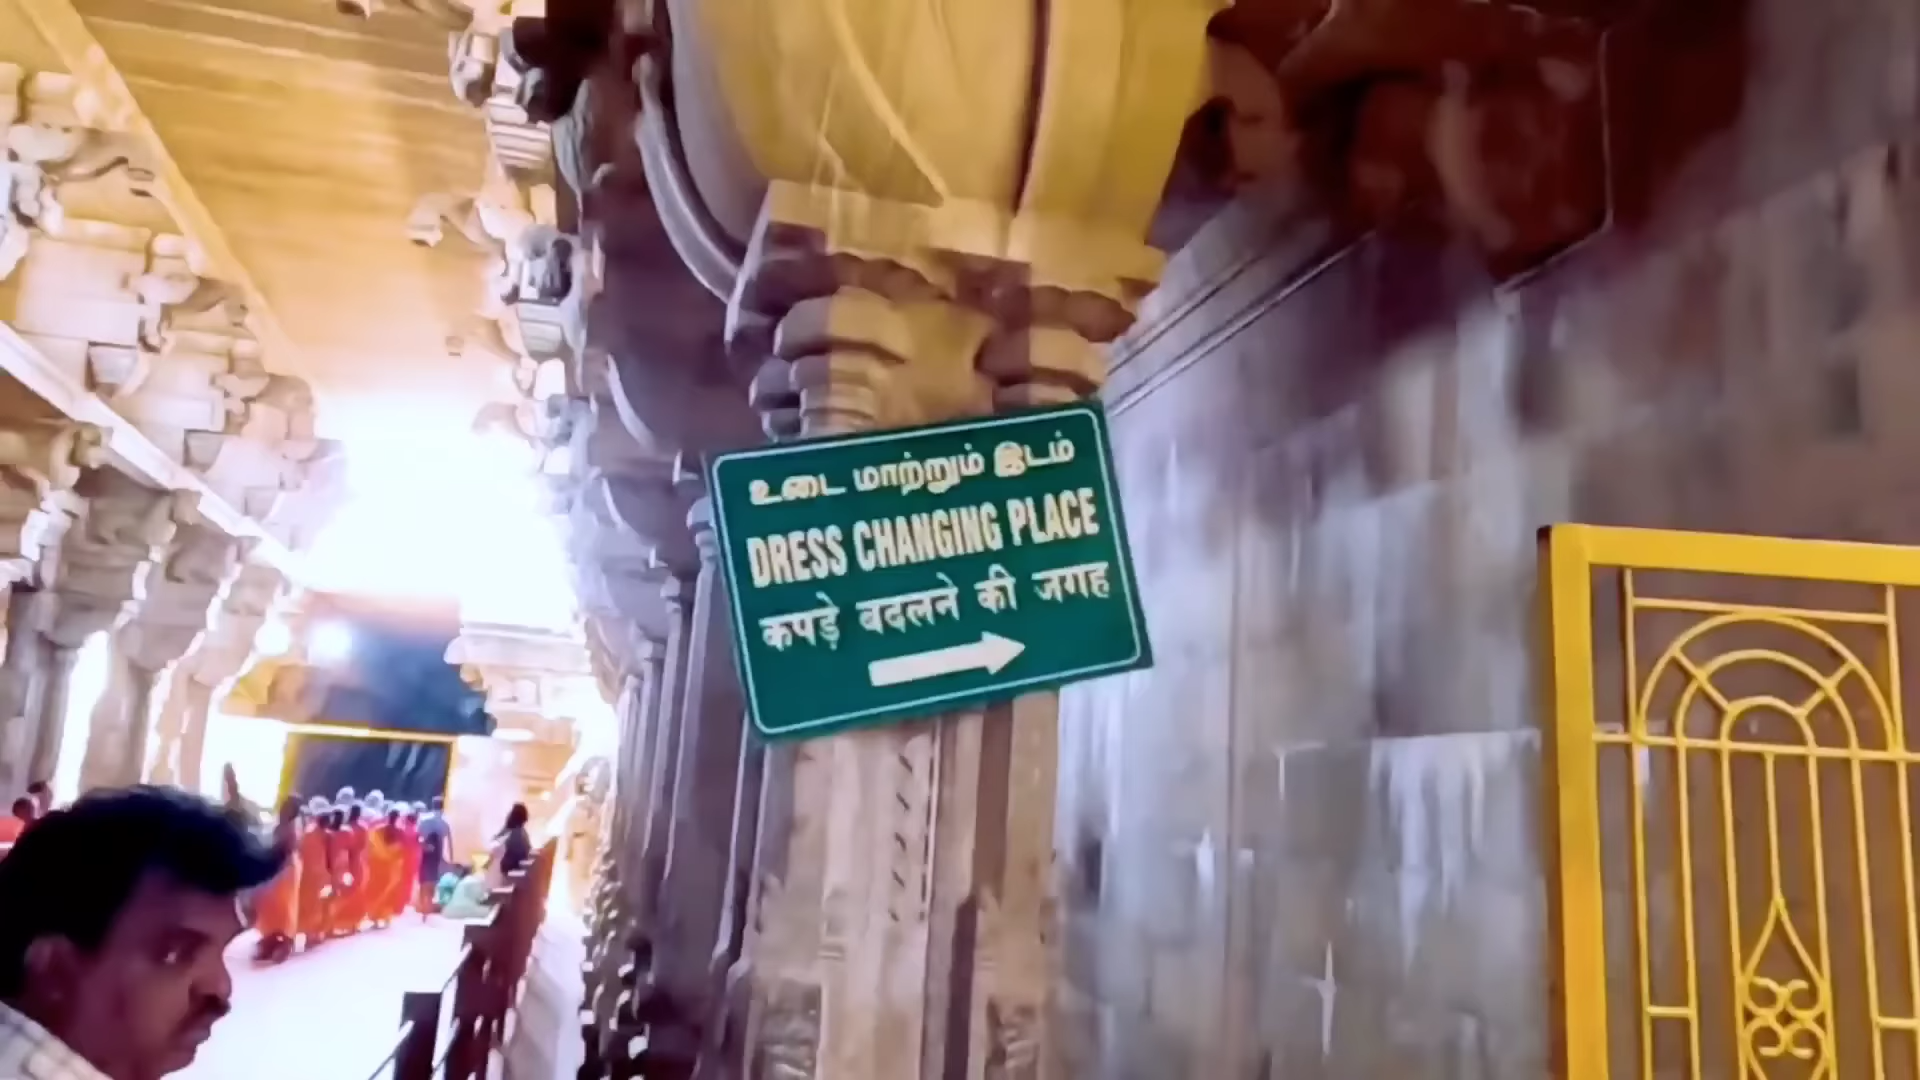 உடை மாற்றும் இடம்
DRESS CHANGING PLACE
कपड़े बदलने की जगह